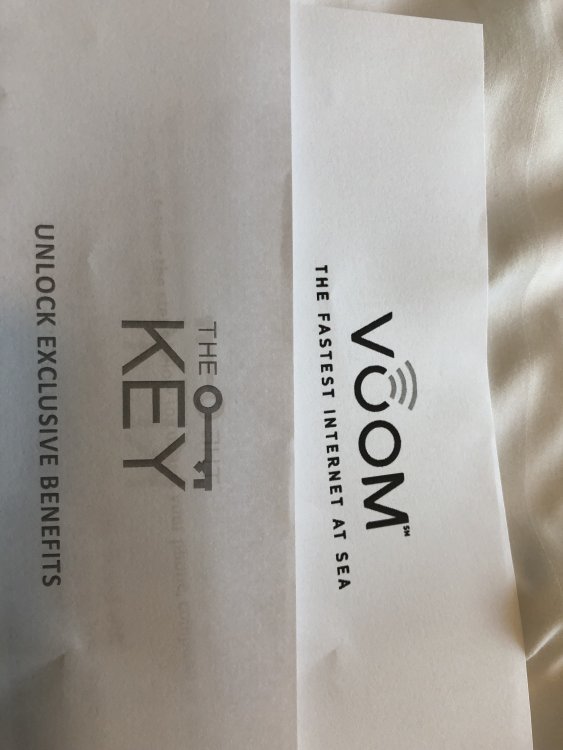 VOOM℠
THE FASTEST INTERNET AT SEA
THE
KEY
UNLOCK EXCLUSIVE BENEFITS